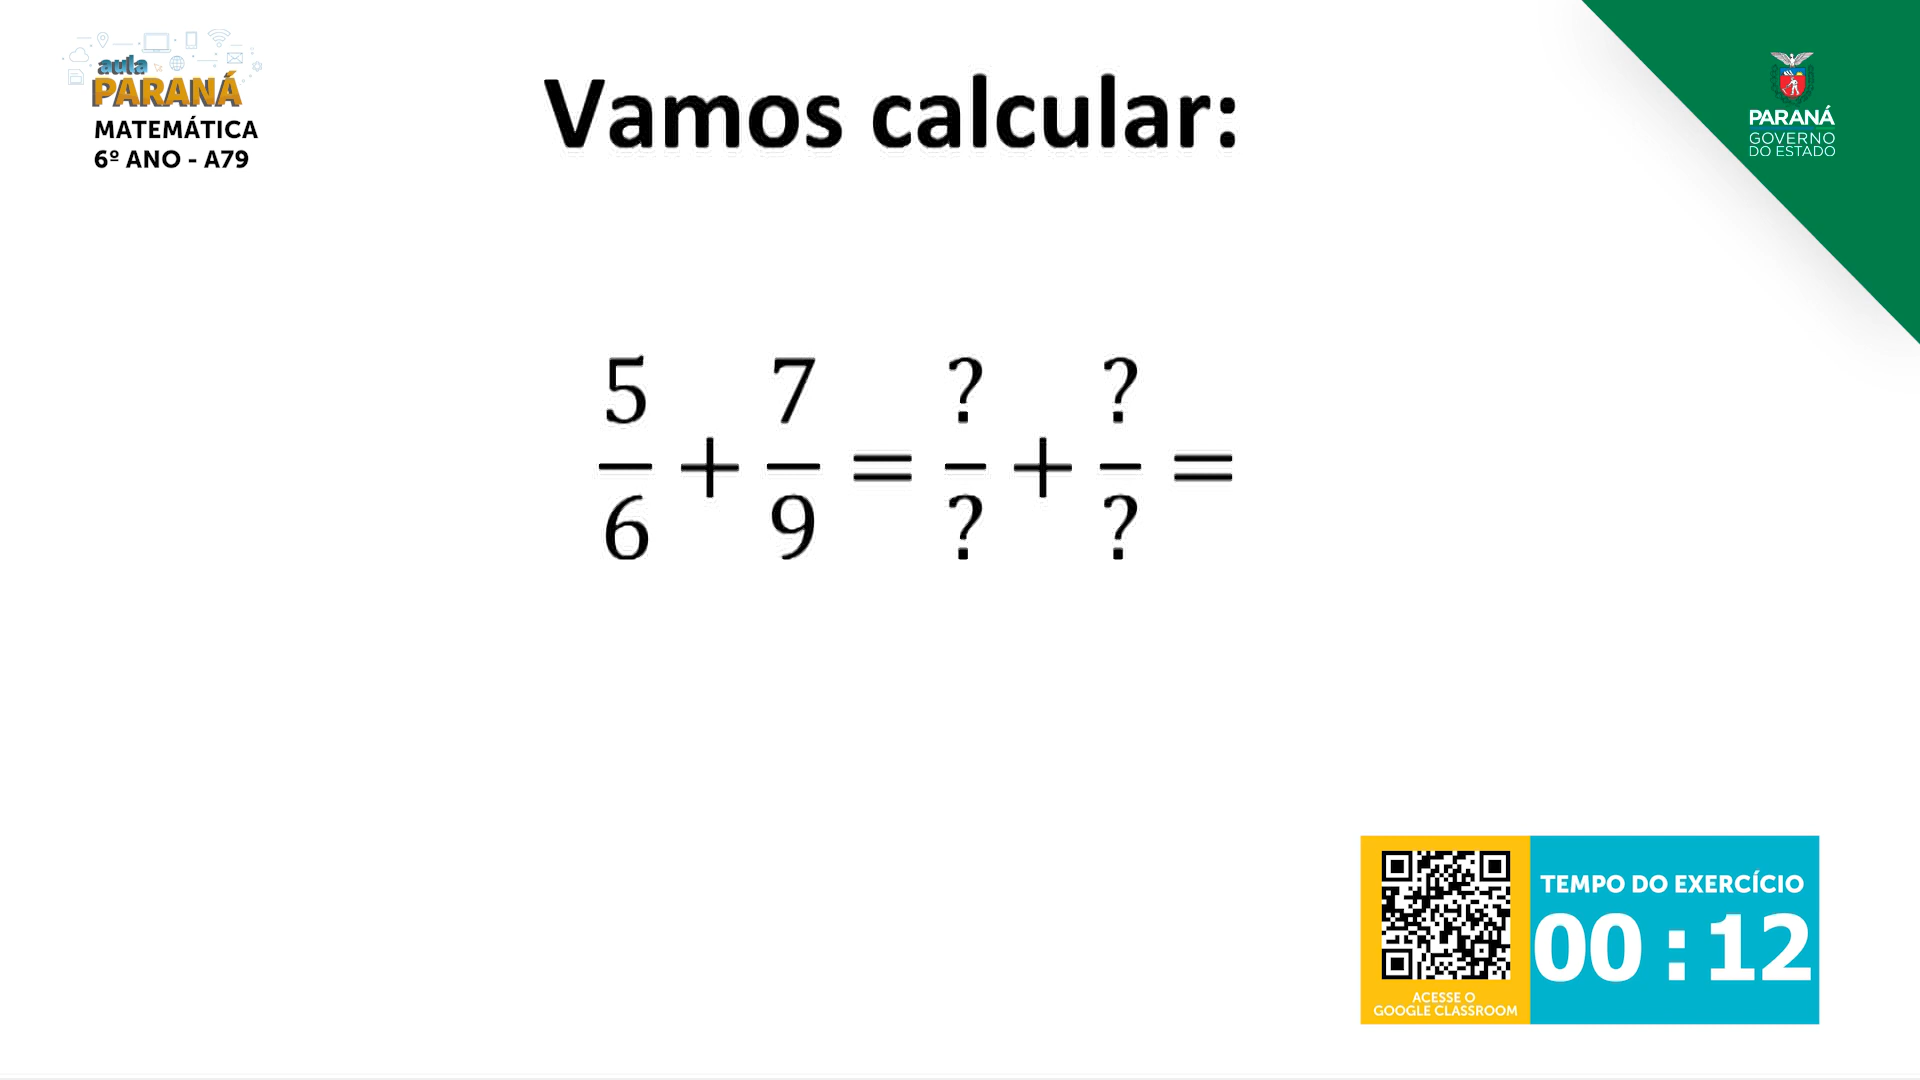 aula
PARANÁ
MATEMÁTICA
6º ANO - A79
Vamos calcular:
PARANÁ
GOVERNO
DO ESTADO
5/6 + 7/9 = ?/? + ?/? =
TEMPO DO EXERCÍCIO
00 : 12
ACESSE O
GOOGLE CLASSROOM